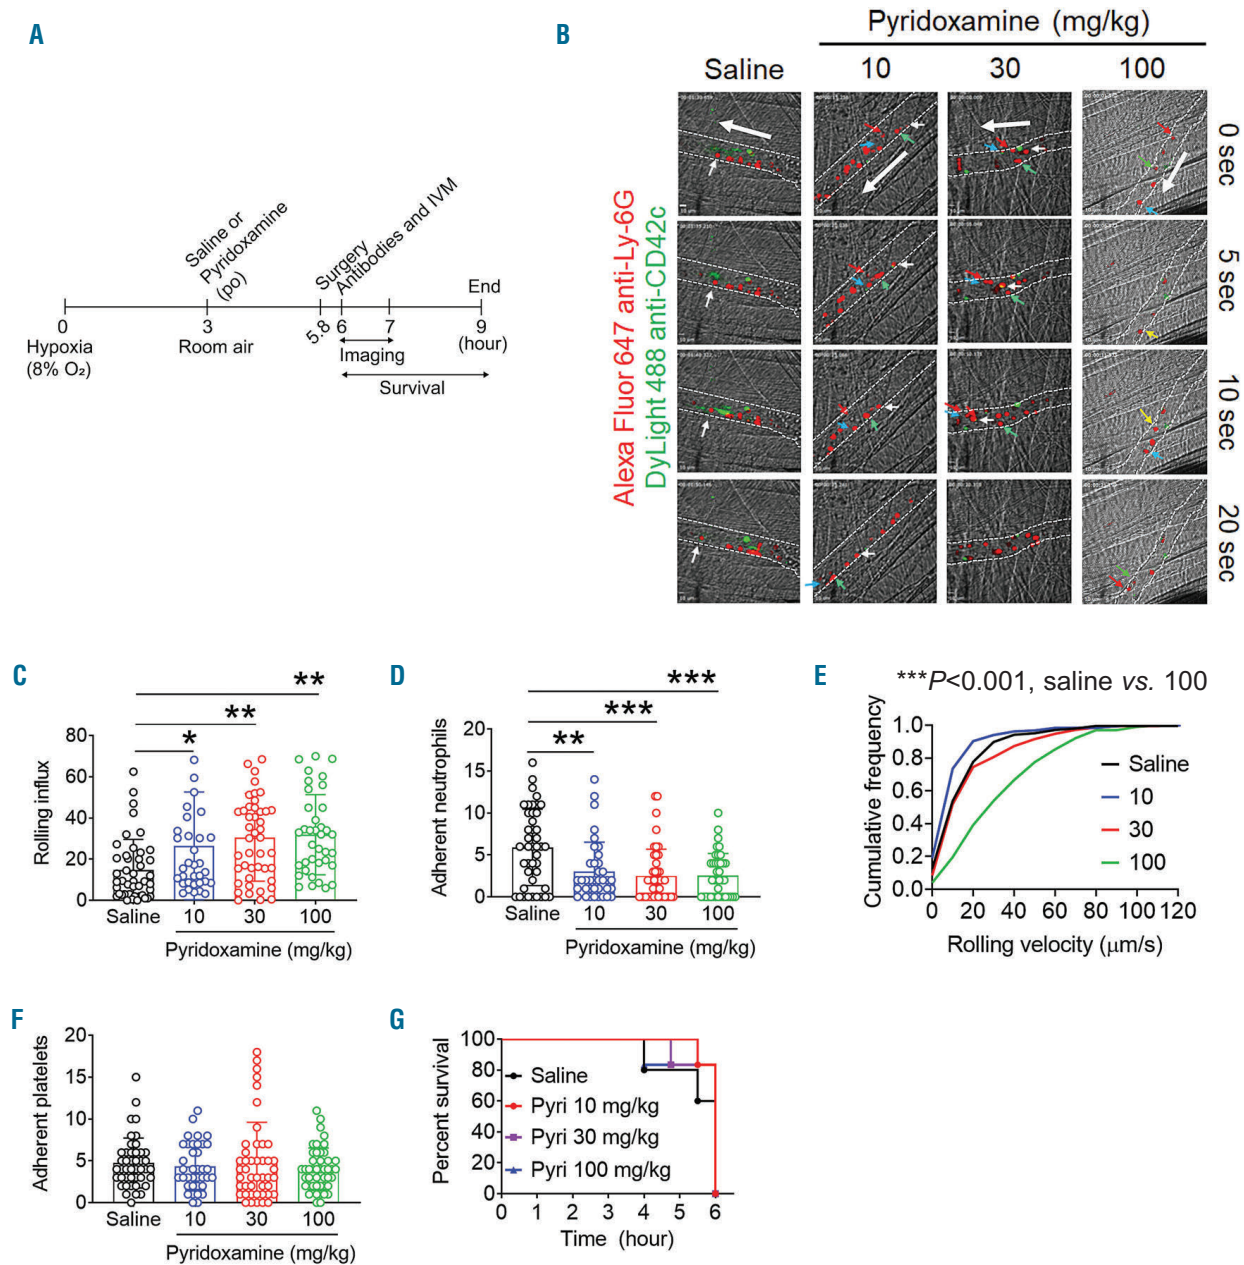 A
Saline or
Pyridoxamine
(po)
Surgery
Antibodies and IVM
End
0
3
5.8
6
7
9
Hypoxia
(8% O₂)
Room air
Imaging
(hour)
Survival
B
Pyridoxamine (mg/kg)
Saline
10
30
100
Alexa Fluor 647 anti-Ly-6G
DyLight 488 anti-CD42c
0 sec
5 sec
10 sec
20 sec
C
**
**
*
Rolling influx
80
60
40
20
0
Saline
10
30
100
Pyridoxamine (mg/kg)
D
***
***
**
Adherent neutrophils
20
15
10
5
0
Saline
10
30
100
Pyridoxamine (mg/kg)
E
***P<0.001, saline vs. 100
Cumulative frequency
1.0
0.8
0.6
0.4
0.2
0.0
Saline
10
30
100
0
20
40
60
80
100
120
Rolling velocity (μm/s)
F
Adherent platelets
20
15
10
5
0
Saline
10
30
100
Pyridoxamine (mg/kg)
G
Percent survival
100
80
60
40
20
0
Saline
Pyri 10 mg/kg
Pyri 30 mg/kg
Pyri 100 mg/kg
0
1
2
3
4
5
6
Time (hour)